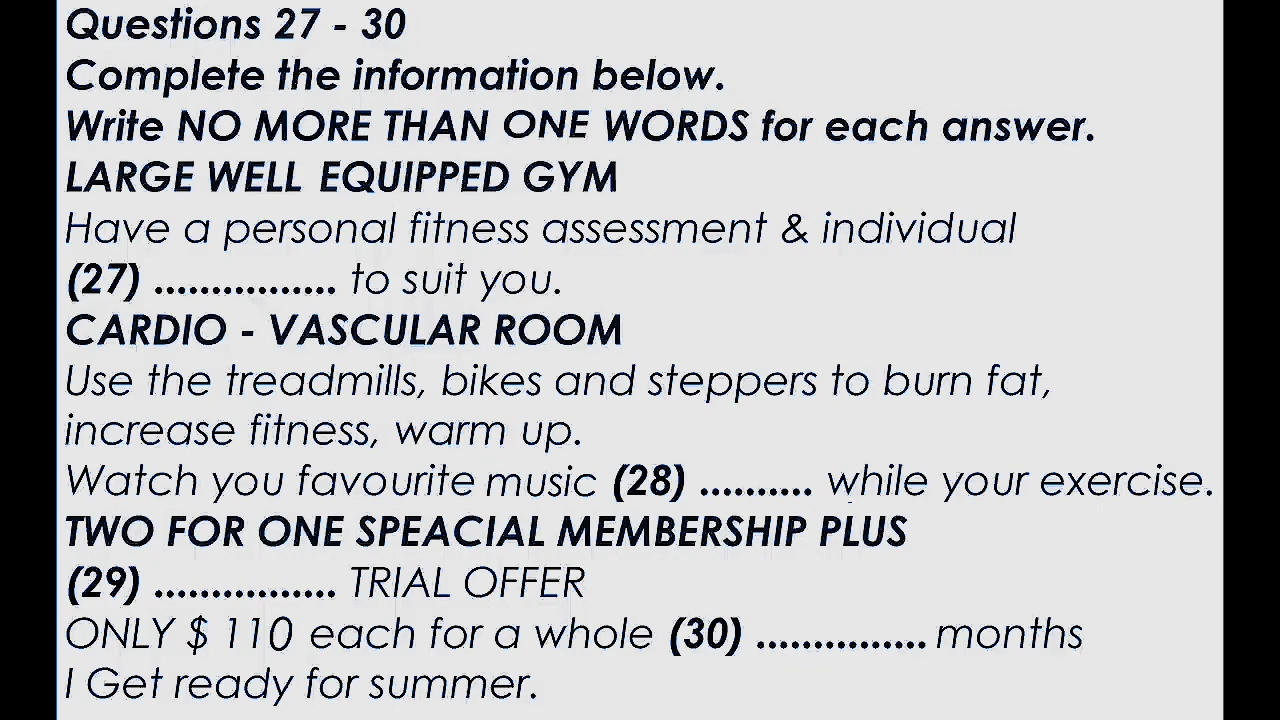 Questions 27 - 30
Complete the information below.
Write NO MORE THAN ONE WORDS for each answer.
LARGE WELL EQUIPPED GYM
Have a personal fitness assessment & individual
(27) ................ to suit you.
CARDIO - VASCULAR ROOM
Use the treadmills, bikes and steppers to burn fat,
increase fitness, warm up.
Watch you favourite music (28) .......... while your exercise.
TWO FOR ONE SPEACIAL MEMBERSHIP PLUS
(29) ................ TRIAL OFFER
ONLY $ 110 each for a whole (30) ............... months
I Get ready for summer.